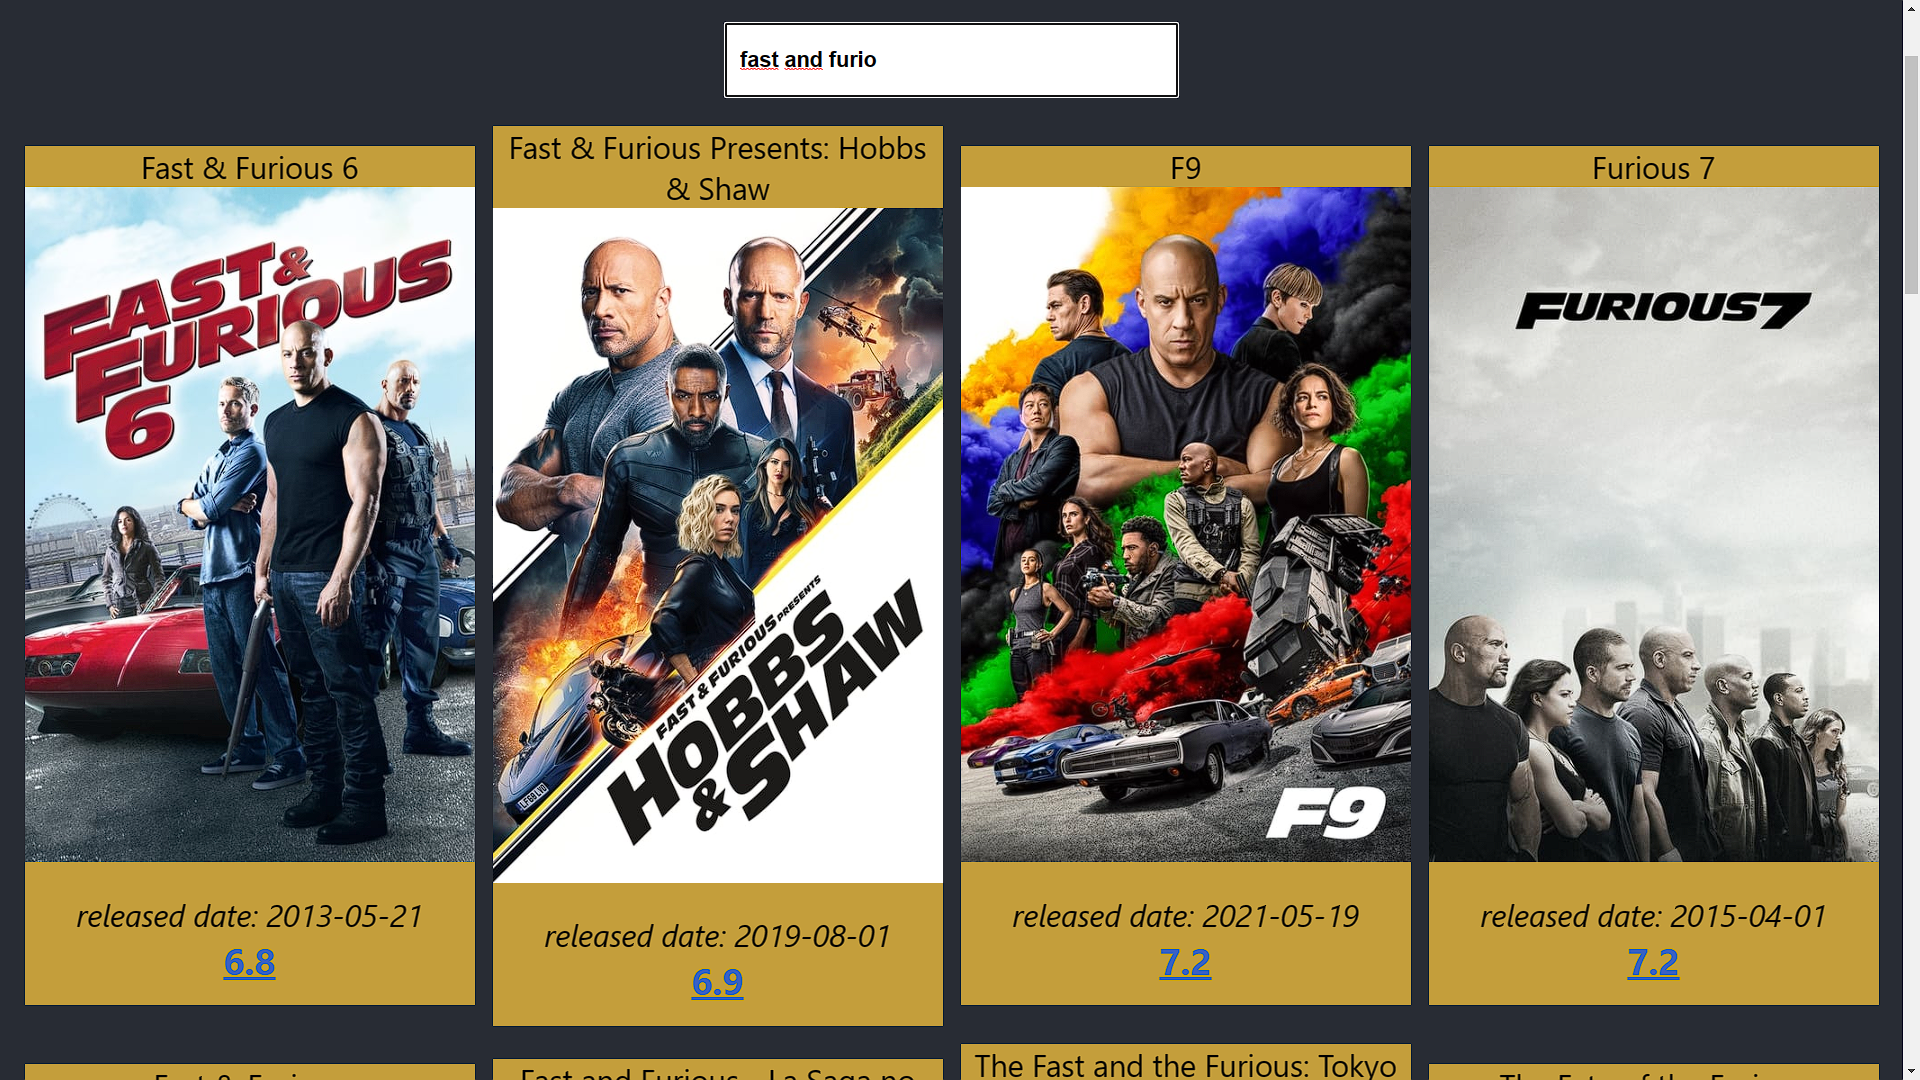 fast and furio
Fast & Furious 6
FAST &
FURIOUS
6
released date: 2013-05-21
6.8
Fast & Furious Presents: Hobbs
& Shaw
FAST & FURIOUS PRESENTS
HOBBS
& SHAW
released date: 2019-08-01
6.9
F9
F9
released date: 2021-05-19
7.2
Furious 7
FURIOUS 7
released date: 2015-04-01
7.2
Fast & Furious
Fast and Furious - La Saga no
The Fast and the Furious: Tokyo
The Fate of the Furious